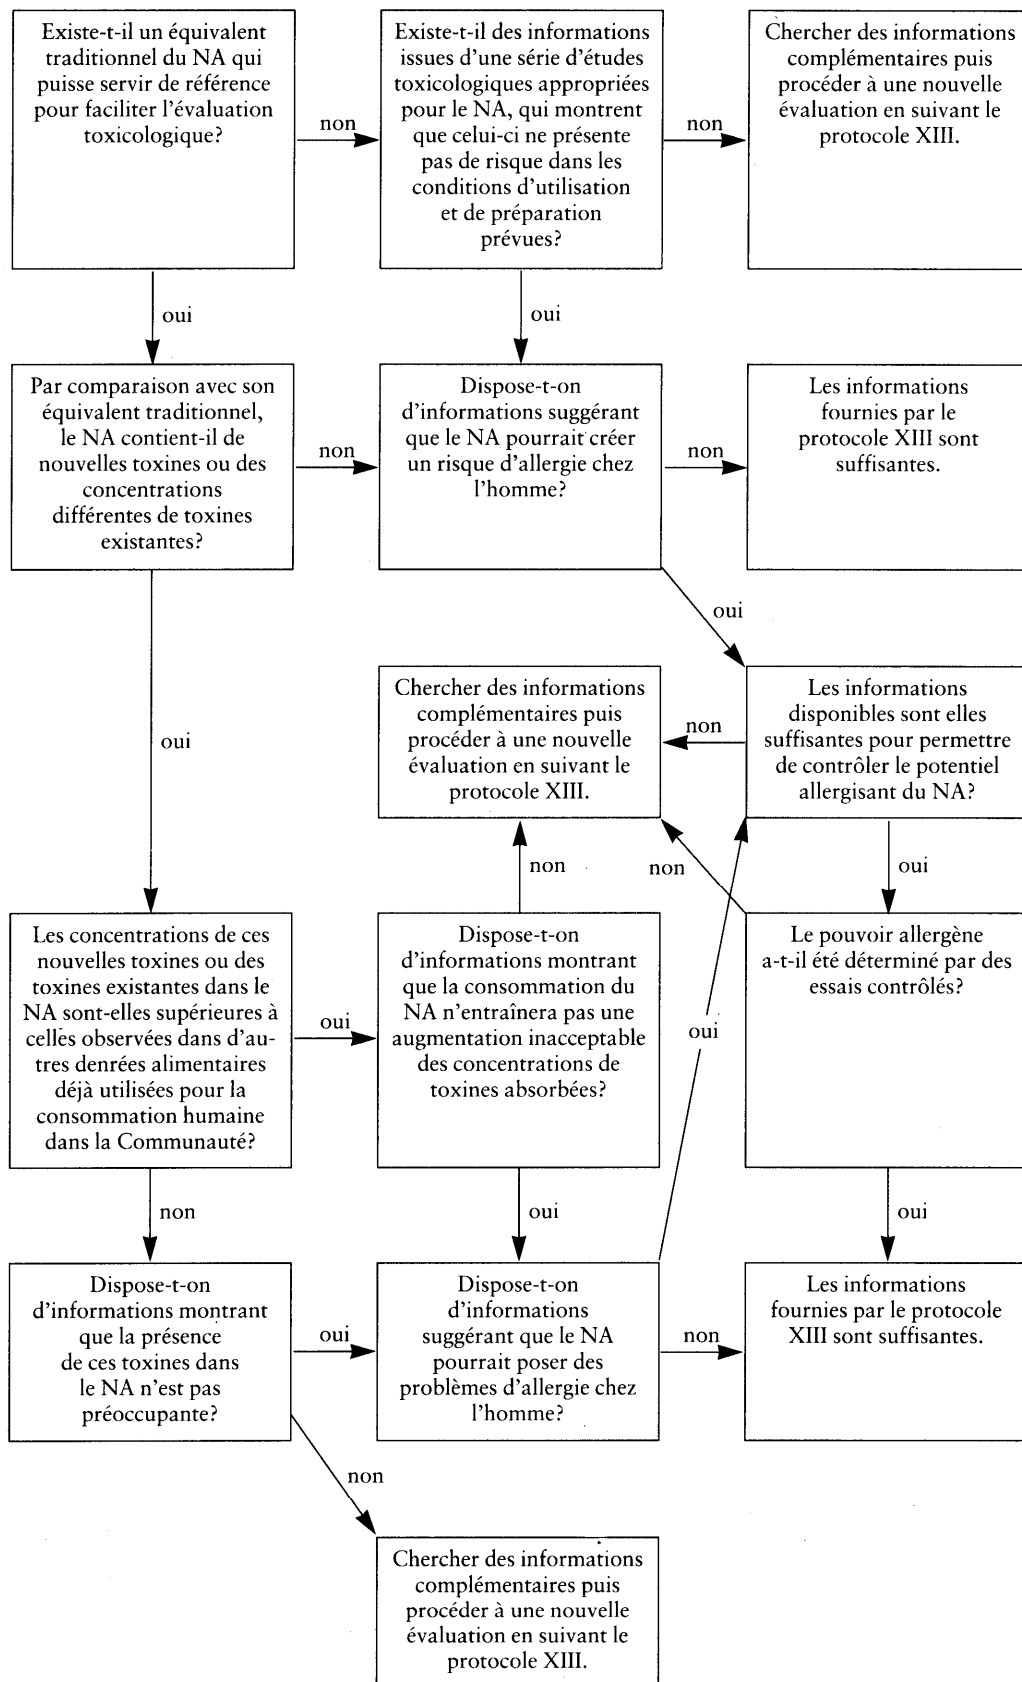 Existe-t-il un équivalent
traditionnel du NA qui
puisse servir de référence
pour faciliter l'évaluation
toxicologique?
non
Existe-t-il des informations
issues d'une série d'études
toxicologiques appropriées
pour le NA, qui montrent
que celui-ci ne présente
pas de risque dans les
conditions d'utilisation
et de préparation
prévues?
non
Chercher des informations
complémentaires puis
procéder à une nouvelle
évaluation en suivant le
protocole XIII.
oui
oui
Par comparaison avec son
équivalent traditionnel,
le NA contient-il de
nouvelles toxines ou des
concentrations
différentes de toxines
existantes?
non
Dispose-t-on
d'informations suggérant
que le NA pourrait créer
un risque d'allergie chez
l'homme?
non
Les informations
fournies par le
protocole XIII sont
suffisantes.
oui
oui
Chercher des informations
complémentaires puis
procéder à une nouvelle
évaluation en suivant le
protocole XIII.
non
Les informations
disponibles sont elles
suffisantes pour permettre
de contrôler le potentiel
allergisant du NA?
non
non
oui
Les concentrations de ces
nouvelles toxines ou des
toxines existantes dans le
NA sont-elles supérieures à
celles observées dans d'au-
tres denrées alimentaires
déjà utilisées pour la
consommation humaine
dans la Communauté?
oui
Dispose-t-on
d'informations montrant
que la consommation du
NA n'entraînera pas une
augmentation inacceptable
des concentrations de
toxines absorbées?
oui
Le pouvoir allergène
a-t-il été déterminé par des
essais contrôlés?
non
oui
oui
Dispose-t-on
d'informations montrant
que la présence
de ces toxines dans
le NA n'est pas
préoccupante?
oui
Dispose-t-on
d'informations
suggérant que le NA
pourrait poser des
problèmes d'allergie chez
l'homme?
non
Les informations
fournies par le protocole
XIII sont suffisantes.
non
Chercher des informations
complémentaires puis
procéder à une nouvelle
évaluation en suivant le
protocole XIII.